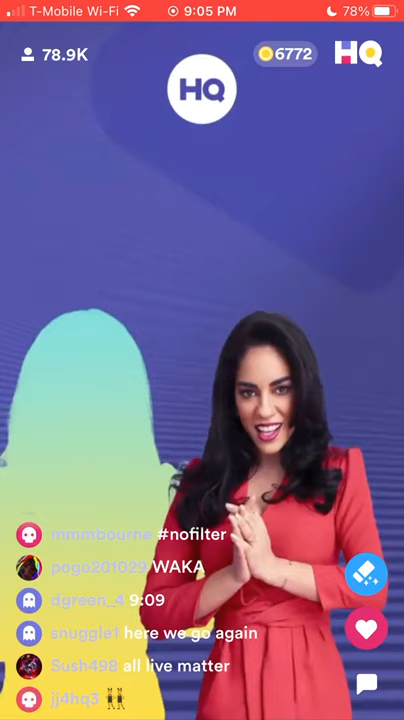 T-Mobile Wi-Fi 9:05 PM 78%
78.9K 6772 HQ
HQ
mmmbourne #nofilter
pogo201029 WAKA
dgreen_4 9:09
snugglet here we go again
Sush498 all live matter
jj4hq3